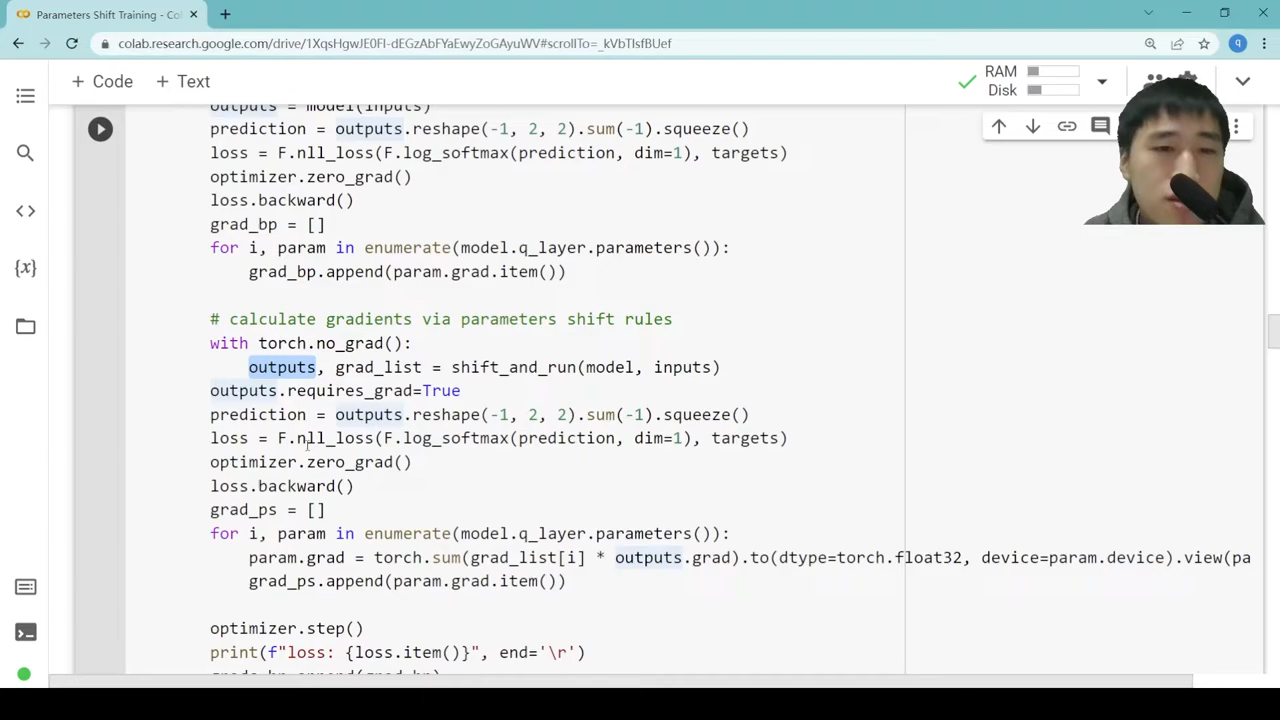 Parameters Shift Training - Col
colab.research.google.com/drive/1XqsHgwJE0FI-dEGzAbFYaEwyZoGAyuWV#scrollTo=_kVbTIsfBUef
q
+ Code + Text
RAM
Disk
outputs = model(inputs)
prediction = outputs.reshape(-1, 2, 2).sum(-1).squeeze()
loss = F.nll_loss(F.log_softmax(prediction, dim=1), targets)
optimizer.zero_grad()
loss.backward()
grad_bp = []
for i, param in enumerate(model.q_layer.parameters()):
grad_bp.append(param.grad.item())
# calculate gradients via parameters shift rules
with torch.no_grad():
outputs, grad_list = shift_and_run(model, inputs)
outputs.requires_grad=True
prediction = outputs.reshape(-1, 2, 2).sum(-1).squeeze()
loss = F.nll_loss(F.log_softmax(prediction, dim=1), targets)
optimizer.zero_grad()
loss.backward()
grad_ps = []
for i, param in enumerate(model.q_layer.parameters()):
param.grad = torch.sum(grad_list[i] * outputs.grad).to(dtype=torch.float32, device=param.device).view(pa
grad_ps.append(param.grad.item())
optimizer.step()
print(f"loss: {loss.item()}", end='\r')